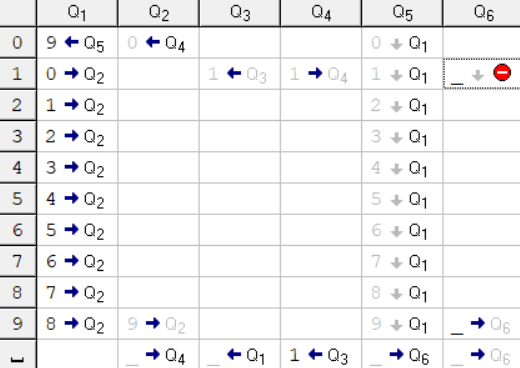 Q1 Q2 Q3 Q4 Q5 Q6
0 9 ← Q5 0 ← Q4 0 ↓ Q1
1 0 → Q2 1 ← Q3 1 → Q4 1 ↓ Q1 _ ↓
2 1 → Q2 2 ↓ Q1
3 2 → Q2 3 ↓ Q1
4 3 → Q2 4 ↓ Q1
5 4 → Q2 5 ↓ Q1
6 5 → Q2 6 ↓ Q1
7 6 → Q2 7 ↓ Q1
8 7 → Q2 8 ↓ Q1
9 8 → Q2 9 → Q2 9 ↓ Q1 _ → Q6
␣ _ → Q4 _ ← Q1 1 ← Q3 _ → Q6 _ → Q6